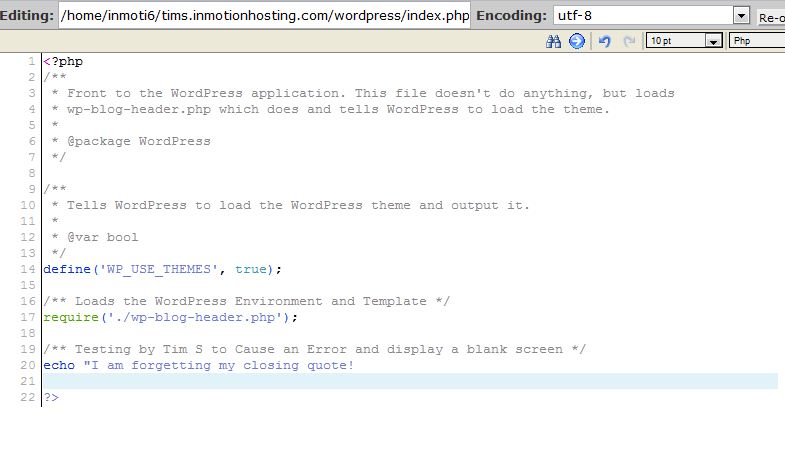 Editing: /home/inmoti6/tims.inmotionhosting.com/wordpress/index.php Encoding: utf-8 Re-o
10 pt Php
1 <?php
2 /**
3  * Front to the WordPress application. This file doesn't do anything, but loads
4  * wp-blog-header.php which does and tells WordPress to load the theme.
5  *
6  * @package WordPress
7  */
8
9 /**
10  * Tells WordPress to load the WordPress theme and output it.
11  *
12  * @var bool
13  */
14 define('WP_USE_THEMES', true);
15
16 /** Loads the WordPress Environment and Template */
17 require('./wp-blog-header.php');
18
19 /** Testing by Tim S to Cause an Error and display a blank screen */
20 echo "I am forgetting my closing quote!
21
22 ?>